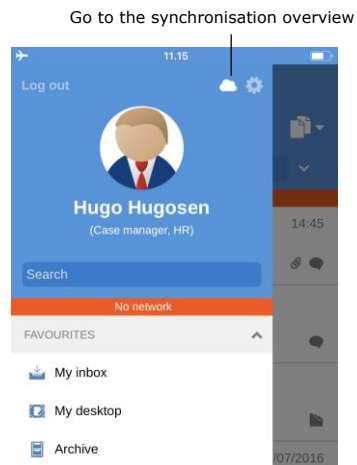 Go to the synchronisation overview
11.15
Log out
Hugo Hugosen
(Case manager, HR)
14:45
Search
No network
FAVOURITES
My inbox
My desktop
Archive
/07/2016